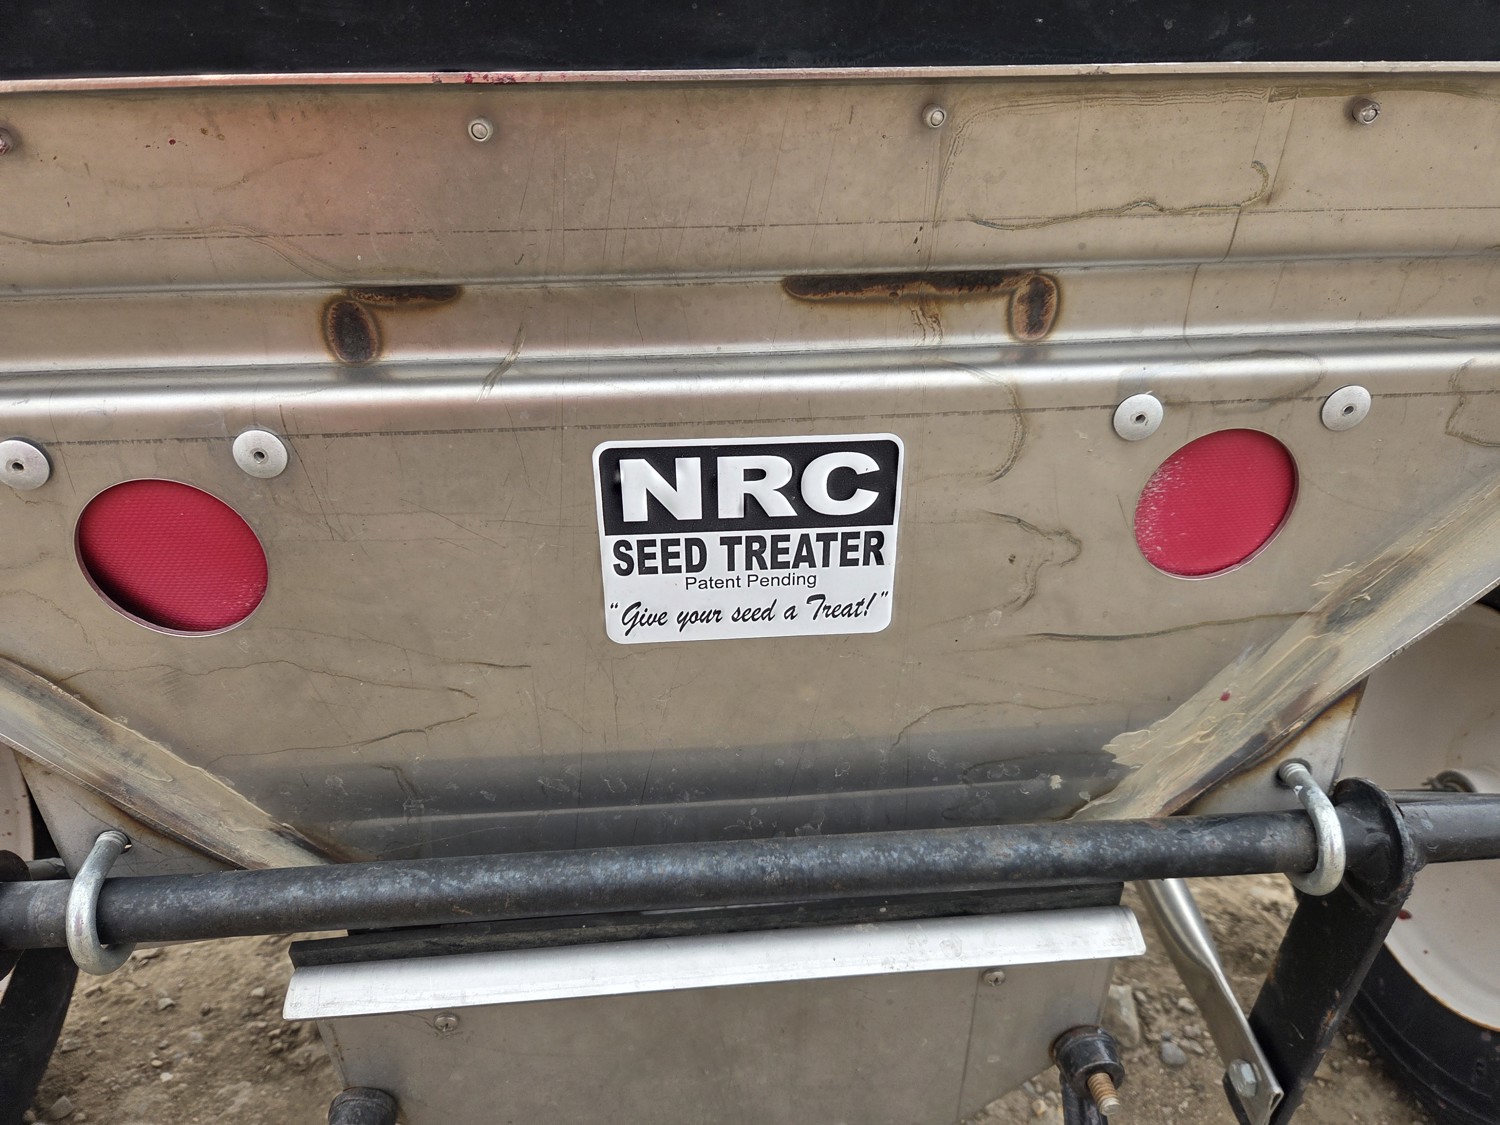 NRC
SEED TREATER
Patent Pending
"Give your seed a Treat!"